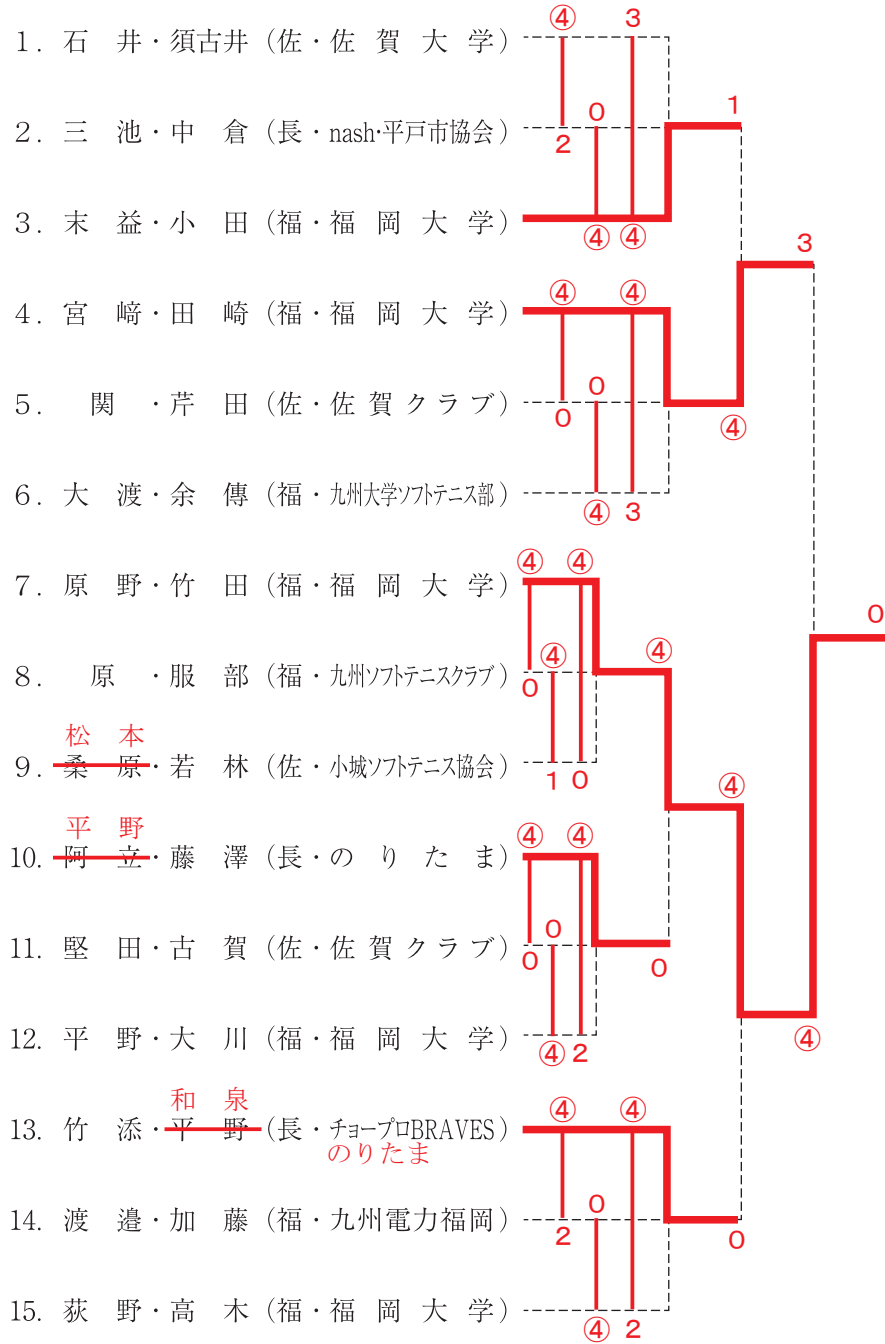 ④ 3
1. 石井・須古井（佐・佐賀大学）
1
0
2. 三池・中倉（長・nash・平戸市協会）
2
3. 末益・小田（福・福岡大学）
④ ④
3
④ ④
4. 宮﨑・田崎（福・福岡大学）
0
5. 関・芹田（佐・佐賀クラブ）
0
④
6. 大渡・余傳（福・九州大学ソフトテニス部）
④ 3
④ ④
7. 原野・竹田（福・福岡大学）
0
④ ④
8. 原・服部（福・九州ソフトテニスクラブ）
0
松本
9. 桑原・若林（佐・小城ソフトテニス協会）
1 0
④
平野
④ ④
10. 阿立・藤澤（長・のりたま）
0
11. 堅田・古賀（佐・佐賀クラブ）
0 0
12. 平野・大川（福・福岡大学）
④ 2
④
和泉
④ ④
13. 竹添・平野（長・チョープロBRAVES）
のりたま
0
14. 渡邉・加藤（福・九州電力福岡）
2 0
15. 荻野・高木（福・福岡大学）
④ 2